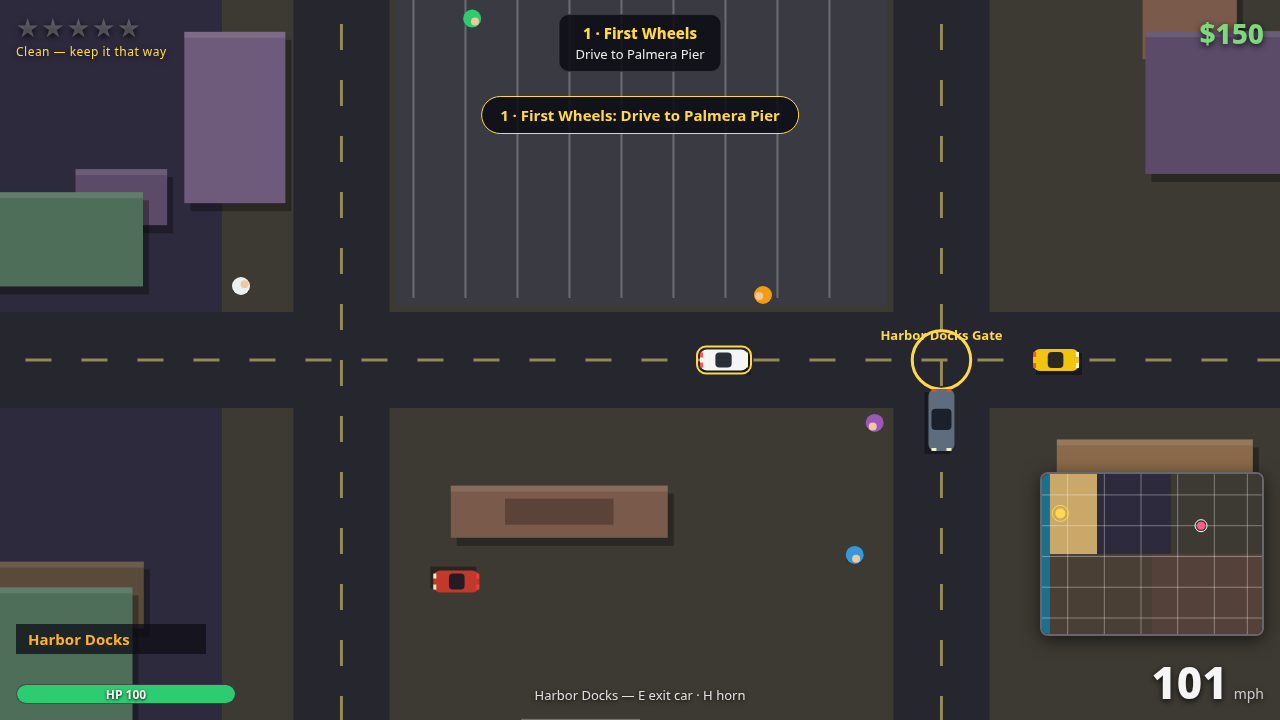 ★★★★★
Clean — keep it that way
1 · First Wheels
Drive to Palmera Pier
$150
1 · First Wheels: Drive to Palmera Pier
Harbor Docks Gate
Harbor Docks
HP 100
Harbor Docks — E exit car · H horn
101 mph